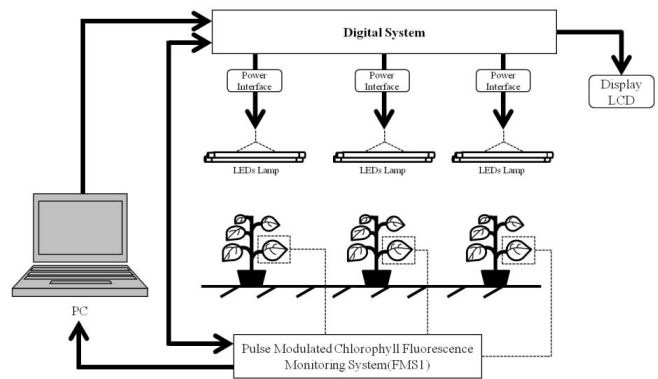 Digital System
Power
Interface
Power
Interface
Power
Interface
Display
LCD
LEDs Lamp
LEDs Lamp
LEDs Lamp
PC
Pulse Modulated Chlorophyll Fluorescence
Monitoring System(FMS1)